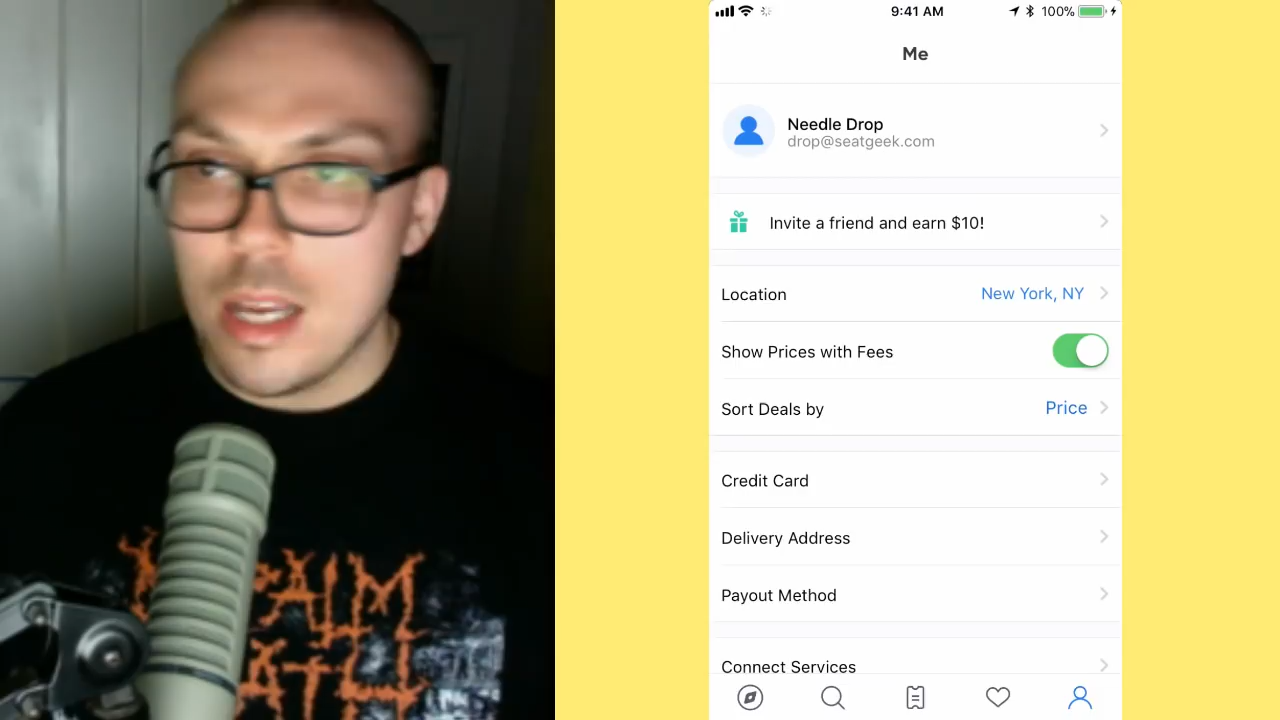 9:41 AM
100%
Me
Needle Drop
drop@seatgeek.com
Invite a friend and earn $10!
Location
New York, NY
Show Prices with Fees
Sort Deals by
Price
Credit Card
Delivery Address
Payout Method
Connect Services